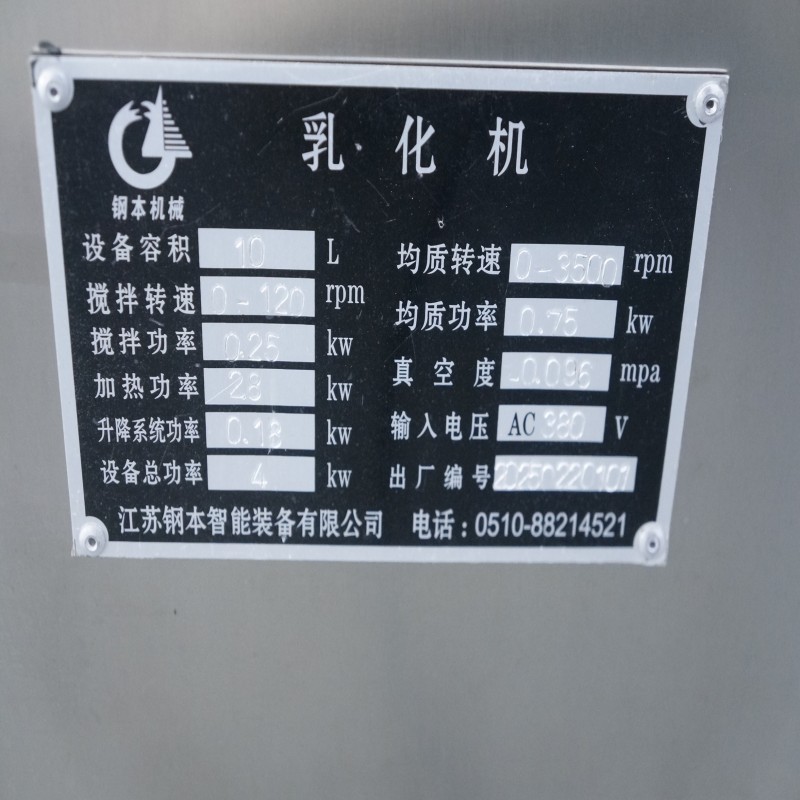 乳化机
钢本机械
设备容积 10 L
均质转速 0-3500 rpm
搅拌转速 0-120 rpm
均质功率 0.75 kw
搅拌功率 0.25 kw
真空度 -0.096 mpa
加热功率 28 kw
输入电压 AC 380 V
升降系统功率 0.18 kw
出厂编号 20250220101
设备总功率 4 kw
江苏钢本智能装备有限公司 电话：0510-88214521